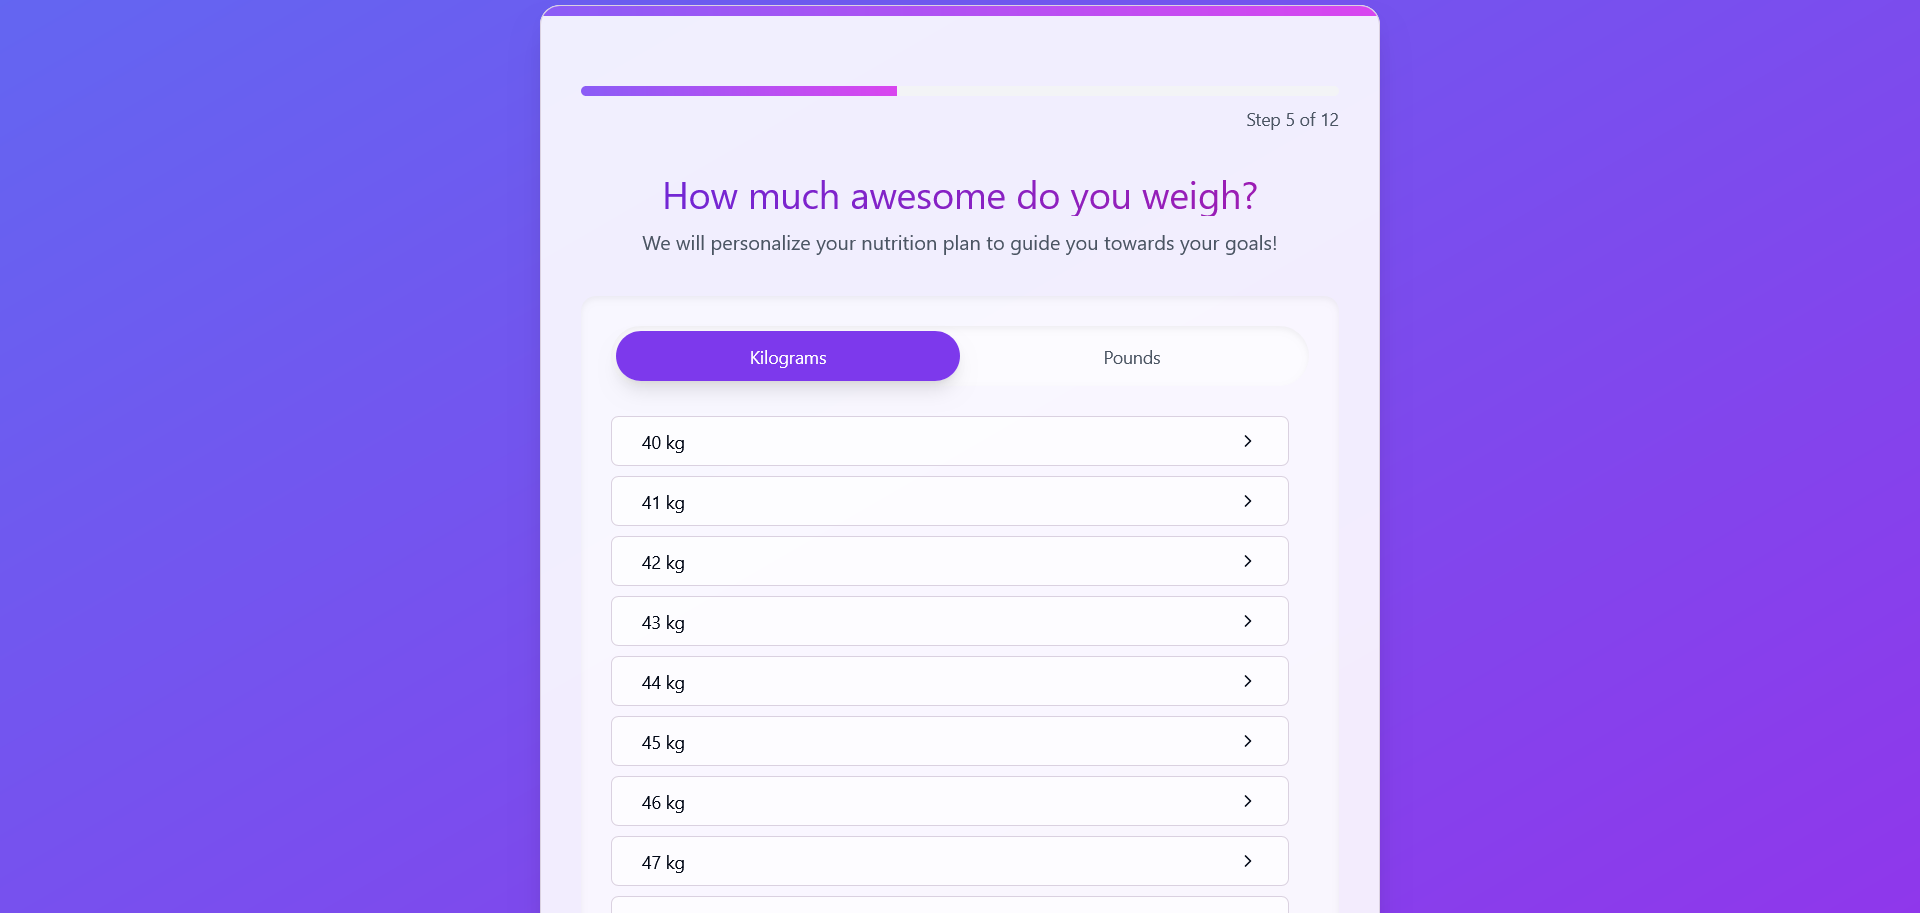 Step 5 of 12
How much awesome do you weigh?
We will personalize your nutrition plan to guide you towards your goals!
Kilograms Pounds
40 kg
41 kg
42 kg
43 kg
44 kg
45 kg
46 kg
47 kg